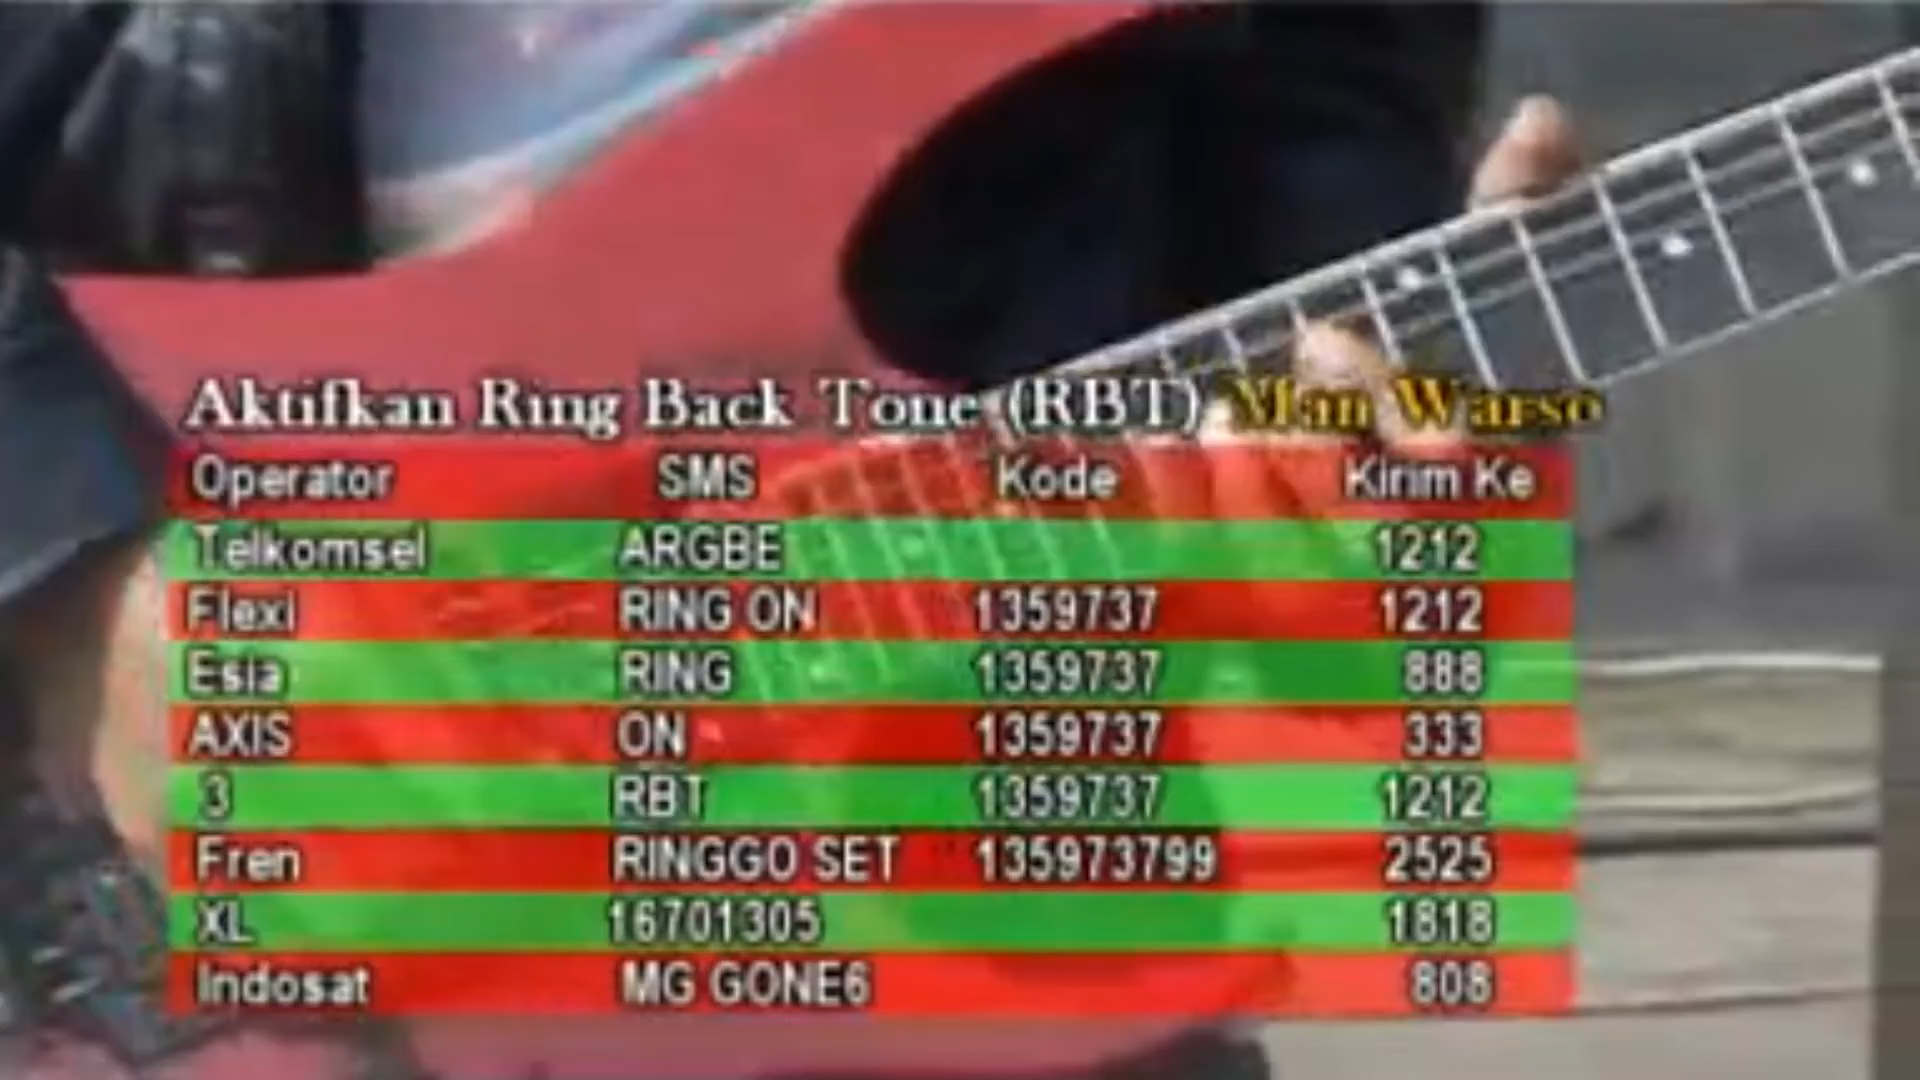 Aktifkan Ring Back Tone (RBT) Man Warso
Operator SMS Kode Kirim Ke
Telkomsel ARGBE 1212
Flexi RING ON 1359737 1212
Esia RING 1359737 888
AXIS ON 1359737 333
3 RBT 1359737 1212
Fren RINGGO SET 135973799 2525
XL 16701305 1818
Indosat MG GONE6 808